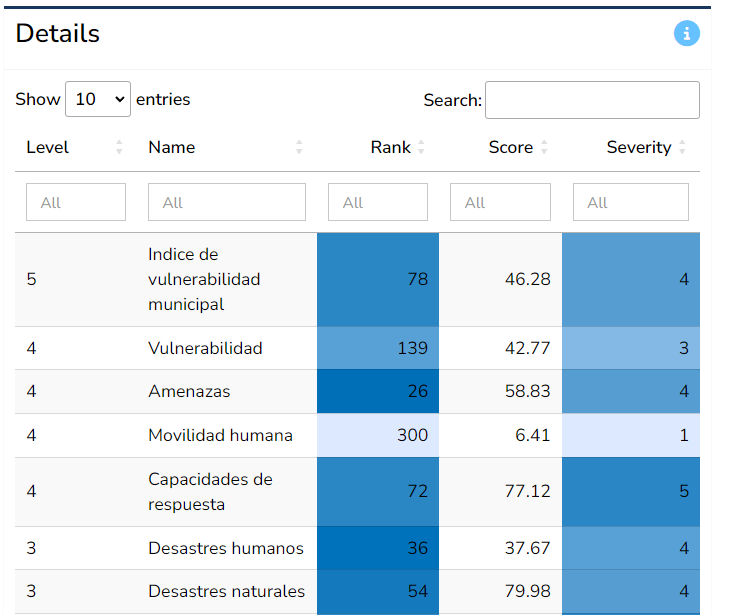 Details
Show 10 entries Search:
Level Name Rank Score Severity
All All All All All
5 Indice de vulnerabilidad municipal 78 46.28 4
4 Vulnerabilidad 139 42.77 3
4 Amenazas 26 58.83 4
4 Movilidad humana 300 6.41 1
4 Capacidades de respuesta 72 77.12 5
3 Desastres humanos 36 37.67 4
3 Desastres naturales 54 79.98 4